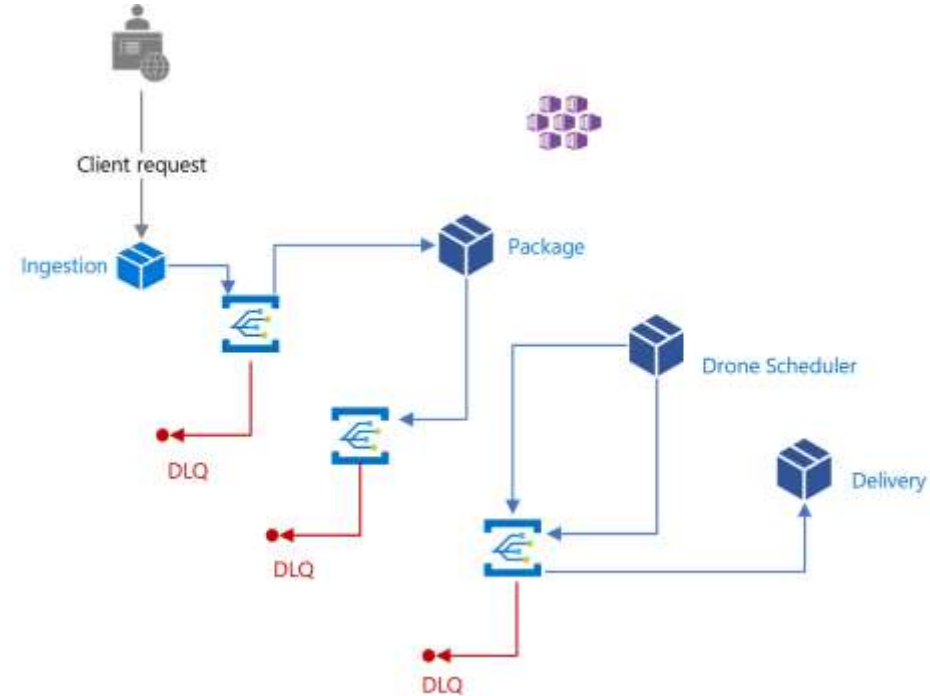 Client request
Ingestion
Package
Drone Scheduler
DLQ
Delivery
DLQ
DLQ